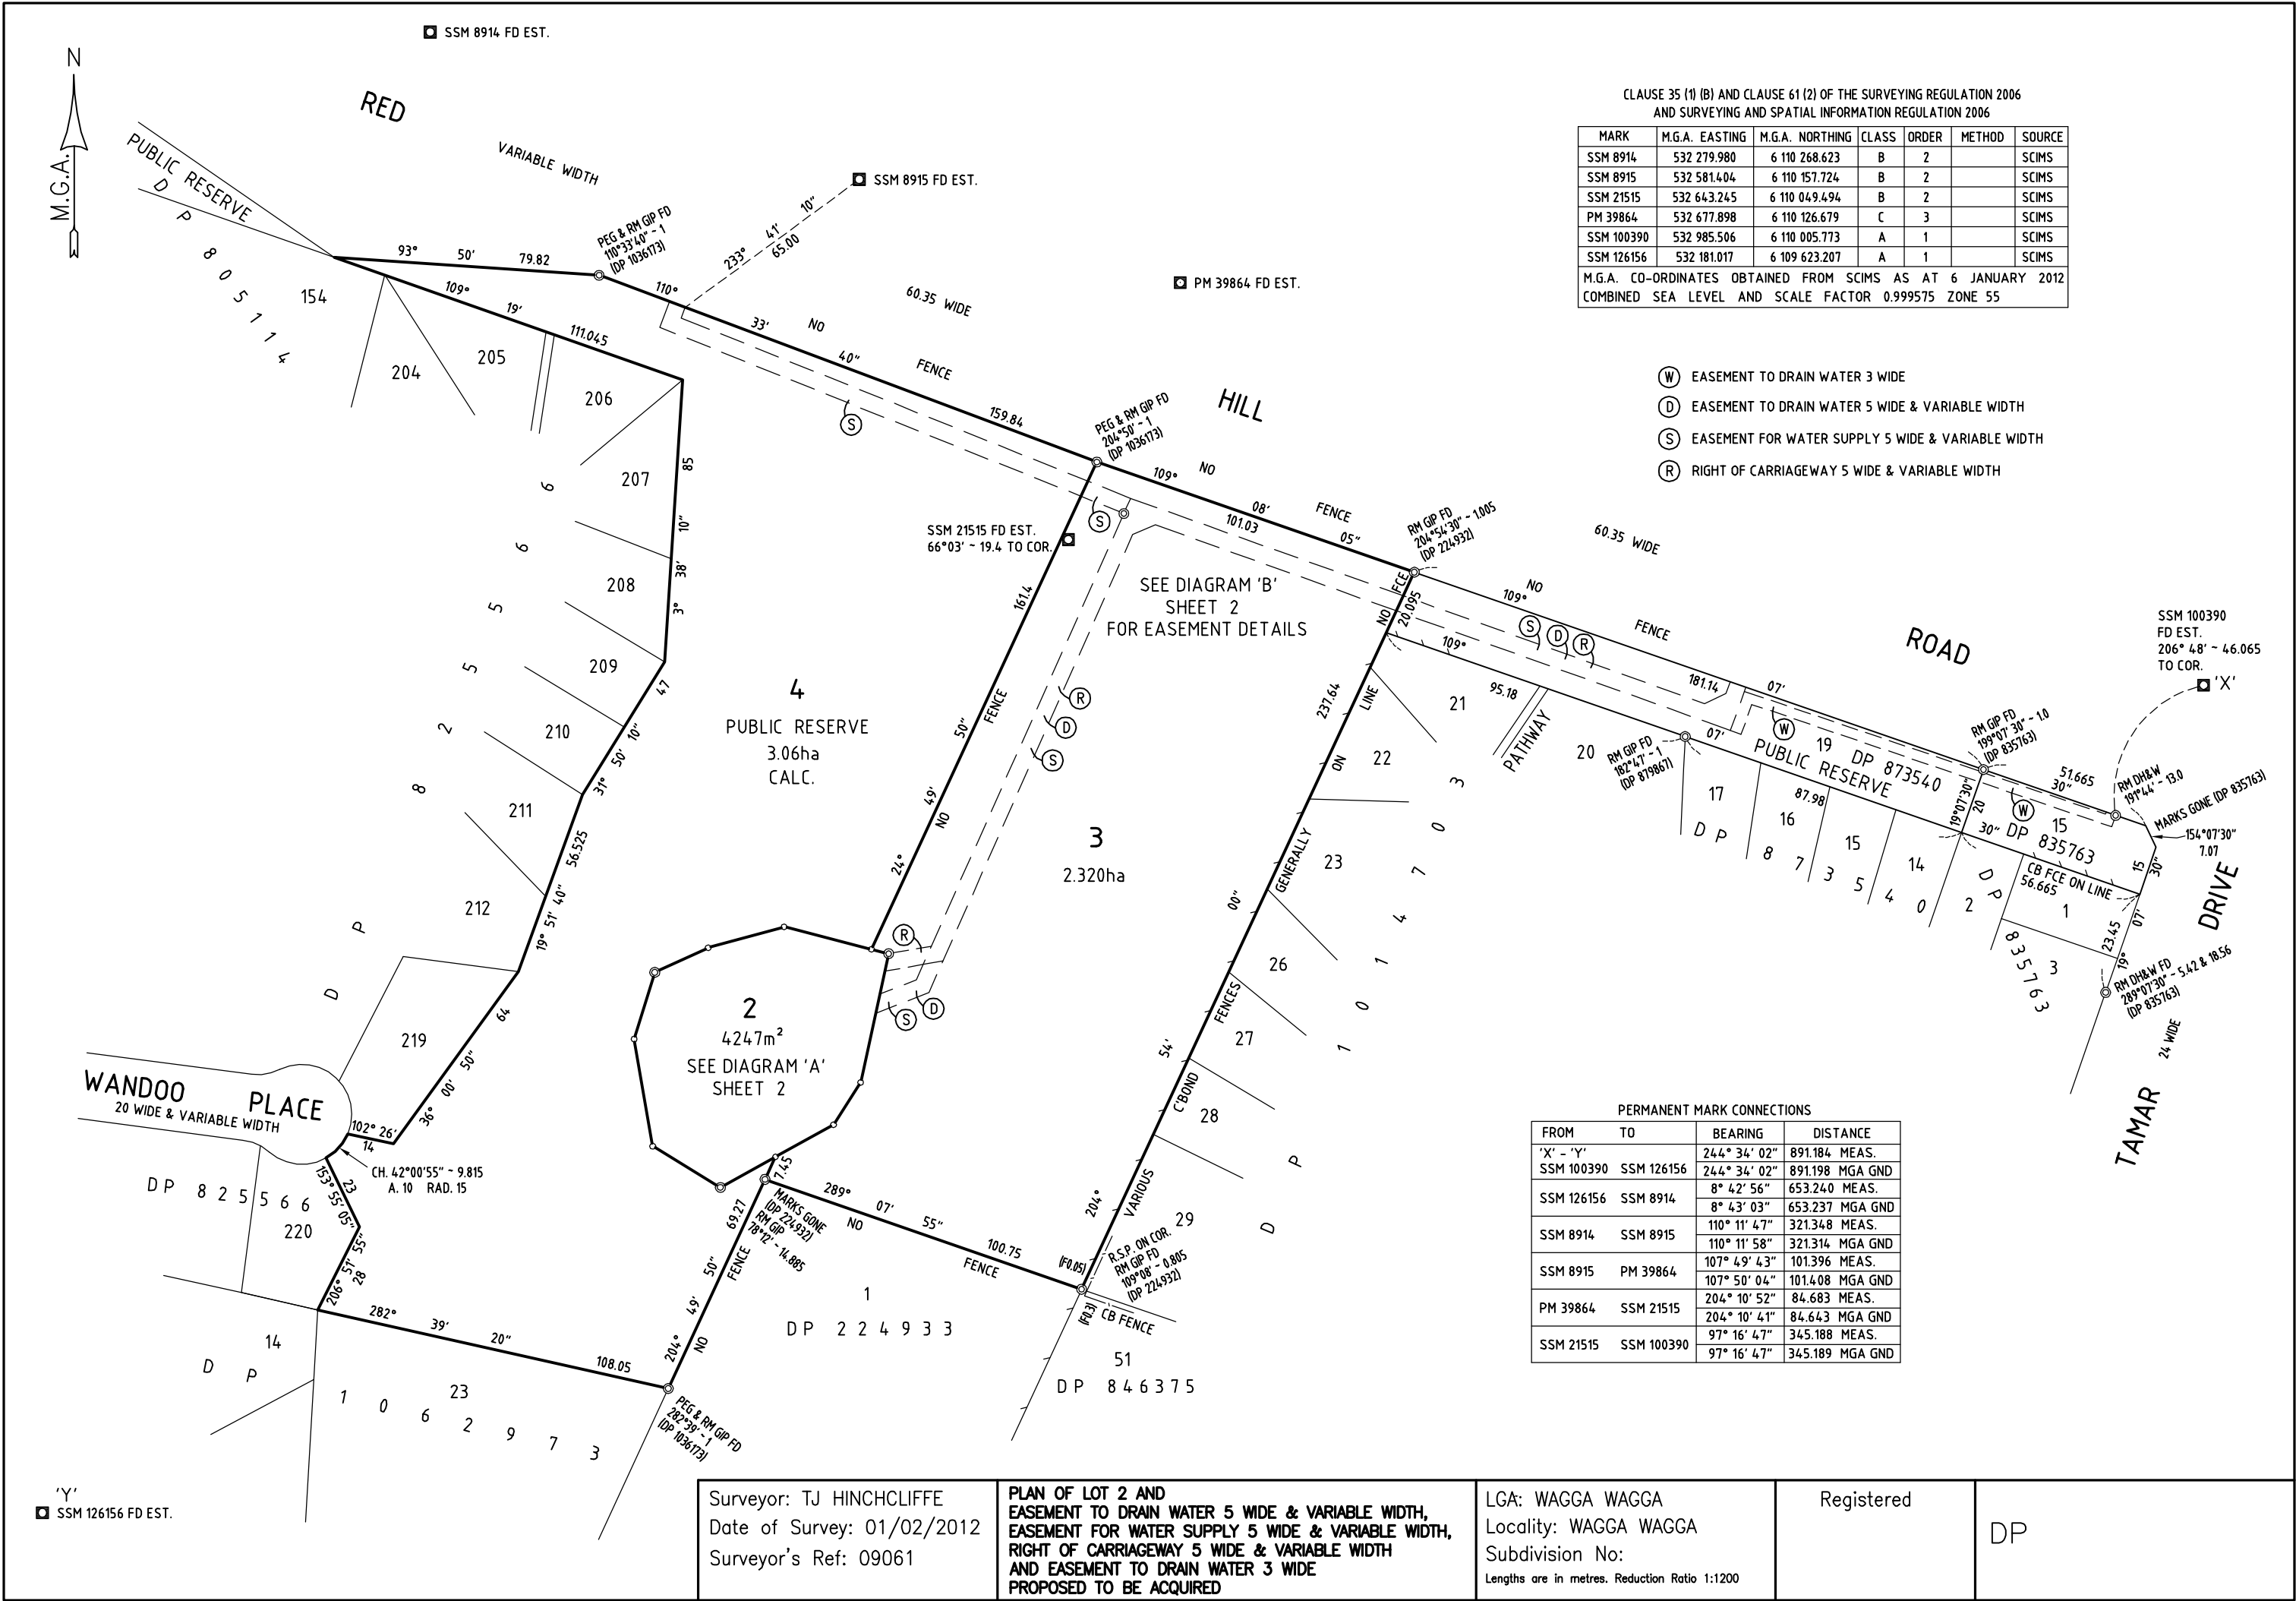 SSM 8914 FD EST.
N
M.G.A.
RED
VARIABLE WIDTH
PUBLIC RESERVE
D P 8 0 5 1 1 4
154
SSM 8915 FD EST.
PEG & RM GIP FD
110°33'40" ~ 1
(DP 1036173)
233° 41' 10"
65.00
93° 50' 79.82
109° 19' 111.045
110° 33' 40" 159.84
NO FENCE
60.35 WIDE
PM 39864 FD EST.
HILL
CLAUSE 35 (1) (B) AND CLAUSE 61 (2) OF THE SURVEYING REGULATION 2006
AND SURVEYING AND SPATIAL INFORMATION REGULATION 2006
MARK M.G.A. EASTING M.G.A. NORTHING CLASS ORDER METHOD SOURCE
SSM 8914 532 279.980 6 110 268.623 B 2 SCIMS
SSM 8915 532 581.404 6 110 157.724 B 2 SCIMS
SSM 21515 532 643.245 6 110 049.494 B 2 SCIMS
PM 39864 532 677.898 6 110 126.679 C 3 SCIMS
SSM 100390 532 985.506 6 110 005.773 A 1 SCIMS
SSM 126156 532 181.017 6 109 623.207 A 1 SCIMS
M.G.A. CO-ORDINATES OBTAINED FROM SCIMS AS AT 6 JANUARY 2012
COMBINED SEA LEVEL AND SCALE FACTOR 0.999575 ZONE 55
W EASEMENT TO DRAIN WATER 3 WIDE
D EASEMENT TO DRAIN WATER 5 WIDE & VARIABLE WIDTH
S EASEMENT FOR WATER SUPPLY 5 WIDE & VARIABLE WIDTH
R RIGHT OF CARRIAGEWAY 5 WIDE & VARIABLE WIDTH
204
205
206
207
208
209
210
211
212
219
D P 8 2 5 5 6 6
3° 38' 10" 85
31° 50' 10" 47
19° 51' 40" 56.525
36° 00' 50" 64
S
PEG & RM GIP FD
204°50' ~ 1
(DP 1036173)
S
SSM 21515 FD EST.
66°03' ~ 19.4 TO COR.
109° 08' 05"
101.03
NO FENCE
RM GIP FD
204°54'30" ~ 1.005
(DP 224932)
60.35 WIDE
SEE DIAGRAM 'B'
SHEET 2
FOR EASEMENT DETAILS
NO FCE
20.095
4
PUBLIC RESERVE
3.06ha
CALC.
24° 49' 50" 161.4
NO FENCE
R
D
S
3
2.320ha
109° 07' 30"
181.14
NO FENCE
S D R
ROAD
SSM 100390
FD EST.
206° 48' ~ 46.065
TO COR.
'X'
109° 07' 30"
95.18
87.98
PATHWAY
21
22
23
26
27
28
29
20
D P 1 0 1 4 7 0 3
RM GIP FD
182°47' ~ 1
(DP 879867)
W
19 DP 873540
PUBLIC RESERVE
RM GIP FD
199°07'30" ~ 1.0
(DP 835763)
51.665
RM DH&W
191°44' ~ 13.0
MARKS GONE (DP 835763)
154°07'30"
7.07
15
30"
19°07'30"
20
W
15
DP
835763
CB FCE ON LINE
56.665
17
16
15
14
D P 8 7 3 5 4 0
2
1
3
D P 835763
23.45
19° 07'
RM DH&W FD
289°07'30" ~ 5.42 & 18.56
(DP 835763)
24 WIDE
TAMAR DRIVE
204° 54' 00" 237.64
VARIOUS C'BOND FENCES GENERALLY ON LINE
2
4247m²
SEE DIAGRAM 'A'
SHEET 2
R
S
D
WANDOO PLACE
20 WIDE & VARIABLE WIDTH
102° 26'
14
CH. 42°00'55" ~ 9.815
A. 10 RAD. 15
DP 8 2 5 5 6 6
220
153° 55' 05"
23
206° 51' 55"
28
282° 39' 20" 108.05
14
D P 1 0 6 2 9 7 3
23
PEG & RM GIP FD
282°39' ~ 1
(DP 1036173)
204° 49' 50" 69.27
NO FENCE
7.45
MARKS GONE
(DP 224932)
RM GIP
78°12' ~ 14.885
289° 07' 55" 100.75
NO FENCE
1
DP 224933
R.S.P. ON COR.
RM GIP FD
109°08' ~ 0.805
(DP 224932)
(F0.05)
(F0.3)
CB FENCE
51
DP 846375
PERMANENT MARK CONNECTIONS
FROM TO BEARING DISTANCE
'X' - 'Y' 244° 34' 02" 891.184 MEAS.
SSM 100390 SSM 126156 244° 34' 02" 891.198 MGA GND
SSM 126156 SSM 8914 8° 42' 56" 653.240 MEAS.
8° 43' 03" 653.237 MGA GND
SSM 8914 SSM 8915 110° 11' 47" 321.348 MEAS.
110° 11' 58" 321.314 MGA GND
SSM 8915 PM 39864 107° 49' 43" 101.396 MEAS.
107° 50' 04" 101.408 MGA GND
PM 39864 SSM 21515 204° 10' 52" 84.683 MEAS.
204° 10' 41" 84.643 MGA GND
SSM 21515 SSM 100390 97° 16' 47" 345.188 MEAS.
97° 16' 47" 345.189 MGA GND
'Y'
SSM 126156 FD EST.
Surveyor: TJ HINCHCLIFFE
Date of Survey: 01/02/2012
Surveyor's Ref: 09061
PLAN OF LOT 2 AND
EASEMENT TO DRAIN WATER 5 WIDE & VARIABLE WIDTH,
EASEMENT FOR WATER SUPPLY 5 WIDE & VARIABLE WIDTH,
RIGHT OF CARRIAGEWAY 5 WIDE & VARIABLE WIDTH
AND EASEMENT TO DRAIN WATER 3 WIDE
PROPOSED TO BE ACQUIRED
LGA: WAGGA WAGGA
Locality: WAGGA WAGGA
Subdivision No:
Lengths are in metres. Reduction Ratio 1:1200
Registered
DP